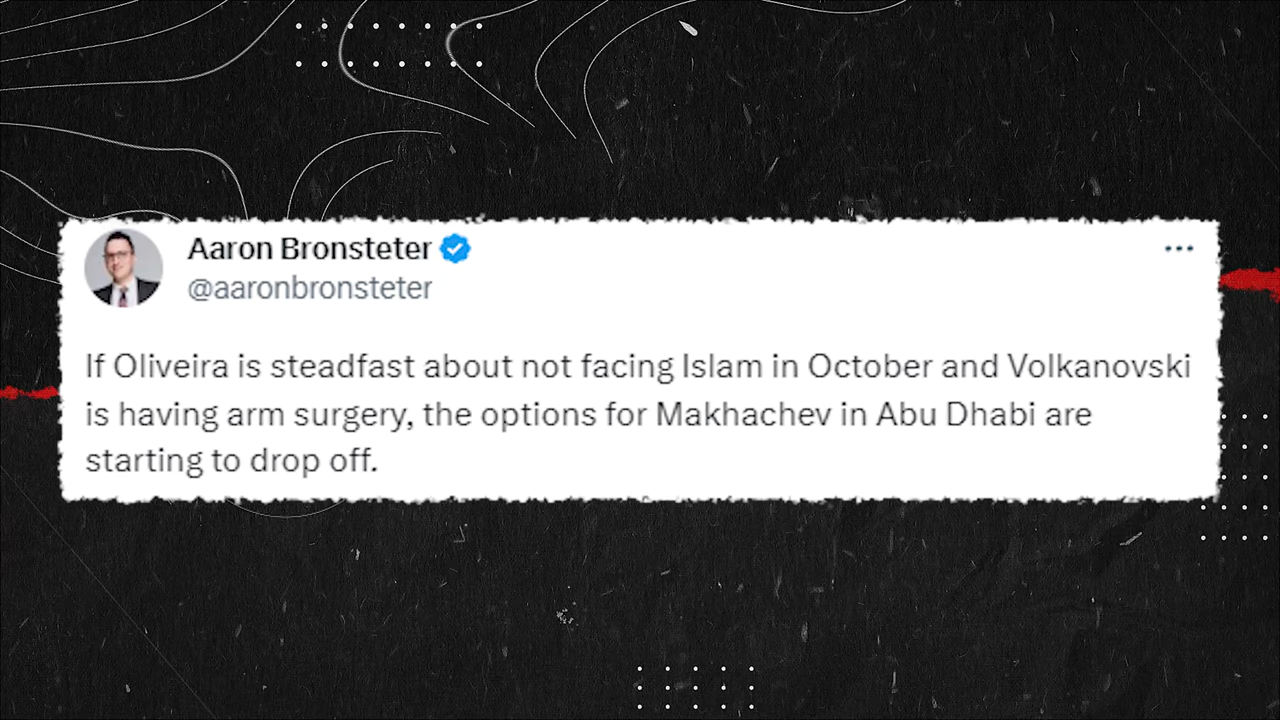 Aaron Bronsteter
@aaronbronsteter
If Oliveira is steadfast about not facing Islam in October and Volkanovski
is having arm surgery, the options for Makhachev in Abu Dhabi are
starting to drop off.